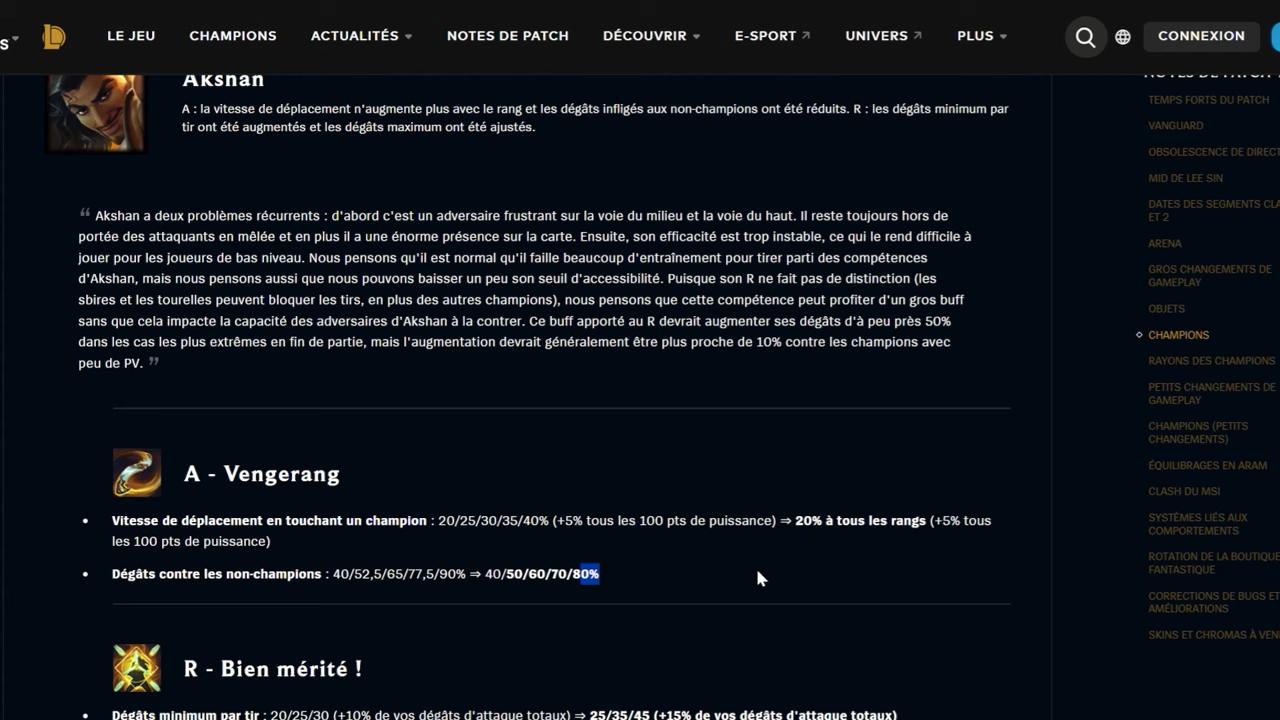 S
LE JEU
CHAMPIONS
ACTUALITÉS
NOTES DE PATCH
DÉCOUVRIR
E-SPORT
UNIVERS
PLUS
CONNEXION
Akshan
A : la vitesse de déplacement n'augmente plus avec le rang et les dégâts infligés aux non-champions ont été réduits. R : les dégâts minimum par
tir ont été augmentés et les dégâts maximum ont été ajustés.
“ Akshan a deux problèmes récurrents : d'abord c'est un adversaire frustrant sur la voie du milieu et la voie du haut. Il reste toujours hors de
portée des attaquants en mêlée et en plus il a une énorme présence sur la carte. Ensuite, son efficacité est trop instable, ce qui le rend difficile à
jouer pour les joueurs de bas niveau. Nous pensons qu'il est normal qu'il faille beaucoup d'entraînement pour tirer parti des compétences
d'Akshan, mais nous pensons aussi que nous pouvons baisser un peu son seuil d'accessibilité. Puisque son R ne fait pas de distinction (les
sbires et les tourelles peuvent bloquer les tirs, en plus des autres champions), nous pensons que cette compétence peut profiter d'un gros buff
sans que cela impacte la capacité des adversaires d'Akshan à la contrer. Ce buff apporté au R devrait augmenter ses dégâts d'à peu près 50%
dans les cas les plus extrêmes en fin de partie, mais l'augmentation devrait généralement être plus proche de 10% contre les champions avec
peu de PV. ”
A - Vengerang
• Vitesse de déplacement en touchant un champion : 20/25/30/35/40% (+5% tous les 100 pts de puissance) ⇒ 20% à tous les rangs (+5% tous
les 100 pts de puissance)
• Dégâts contre les non-champions : 40/52,5/65/77,5/90% ⇒ 40/50/60/70/80%
R - Bien mérité !
• Dégâts minimum par tir : 20/25/30 (+10% de vos dégâts d'attaque totaux) ⇒ 25/35/45 (+15% de vos dégâts d'attaque totaux)
NOTES DE PATCH
TEMPS FORTS DU PATCH
VANGUARD
OBSOLESCENCE DE DIRECT
MID DE LEE SIN
DATES DES SEGMENTS CLA
ET 2
ARENA
GROS CHANGEMENTS DE
GAMEPLAY
OBJETS
CHAMPIONS
RAYONS DES CHAMPIONS
PETITS CHANGEMENTS DE
GAMEPLAY
CHAMPIONS (PETITS
CHANGEMENTS)
ÉQUILIBRAGES EN ARAM
CLASH DU MSI
SYSTÈMES LIÉS AUX
COMPORTEMENTS
ROTATION DE LA BOUTIQUE
FANTASTIQUE
CORRECTIONS DE BUGS ET
AMÉLIORATIONS
SKINS ET CHROMAS À VENI